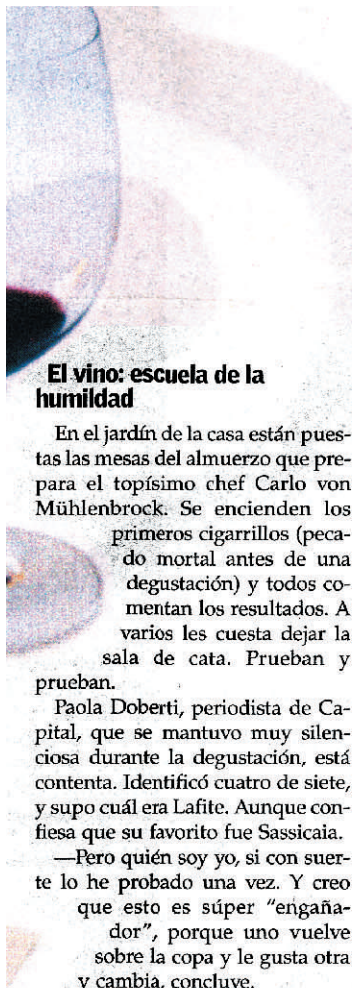 El vino: escuela de la
humildad
En el jardín de la casa están pues-
tas las mesas del almuerzo que pre-
para el topísimo chef Carlo von
Mühlenbrock. Se encienden los
primeros cigarrillos (peca-
do mortal antes de una
degustación) y todos co-
mentan los resultados. A
varios les cuesta dejar la
sala de cata. Prueban y
prueban.
Paola Doberti, periodista de Ca-
pital, que se mantuvo muy silen-
ciosa durante la degustación, está
contenta. Identificó cuatro de siete,
y supo cuál era Lafite. Aunque con-
fiesa que su favorito fue Sassicaia.
—Pero quién soy yo, si con suer-
te lo he probado una vez. Y creo
que esto es súper "engaña-
dor", porque uno vuelve
sobre la copa y le gusta otra
y cambia, concluye.